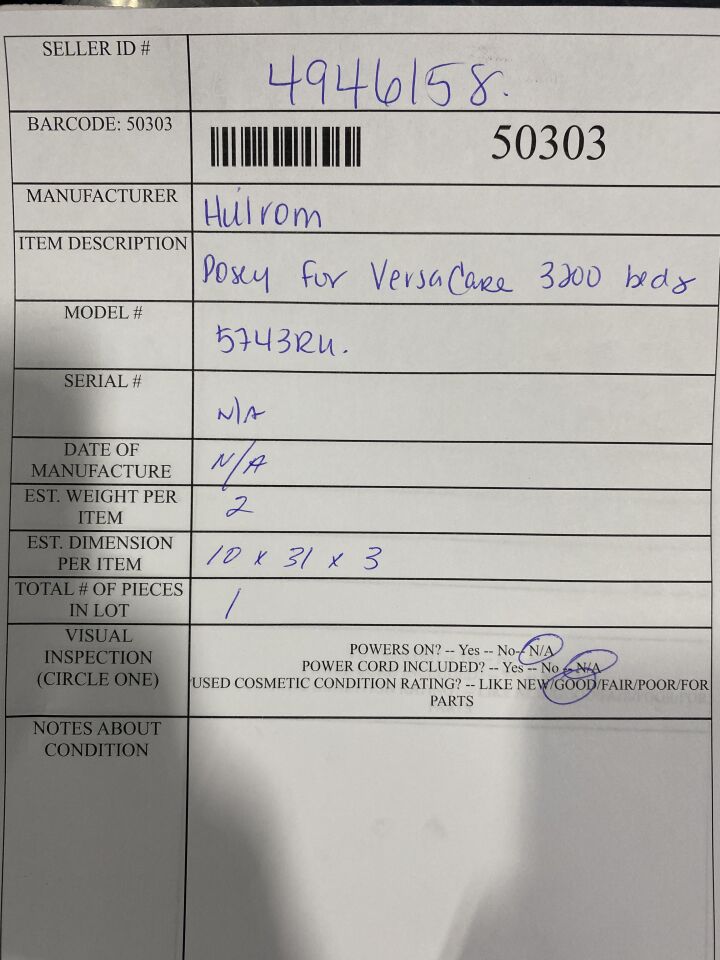 SELLER ID #
4946158.
BARCODE: 50303
50303
MANUFACTURER
Hilrom
ITEM DESCRIPTION
Posey for VersaCare 3200 beds
MODEL #
5743RH.
SERIAL #
N/A
DATE OF
MANUFACTURE
N/A
EST. WEIGHT PER
ITEM
2
EST. DIMENSION
PER ITEM
10 x 31 x 3
TOTAL # OF PIECES
IN LOT
1
VISUAL
INSPECTION
(CIRCLE ONE)
POWERS ON? -- Yes -- No-- N/A
POWER CORD INCLUDED? -- Yes -- No -- N/A
USED COSMETIC CONDITION RATING? -- LIKE NEW/GOOD/FAIR/POOR/FOR
PARTS
NOTES ABOUT
CONDITION